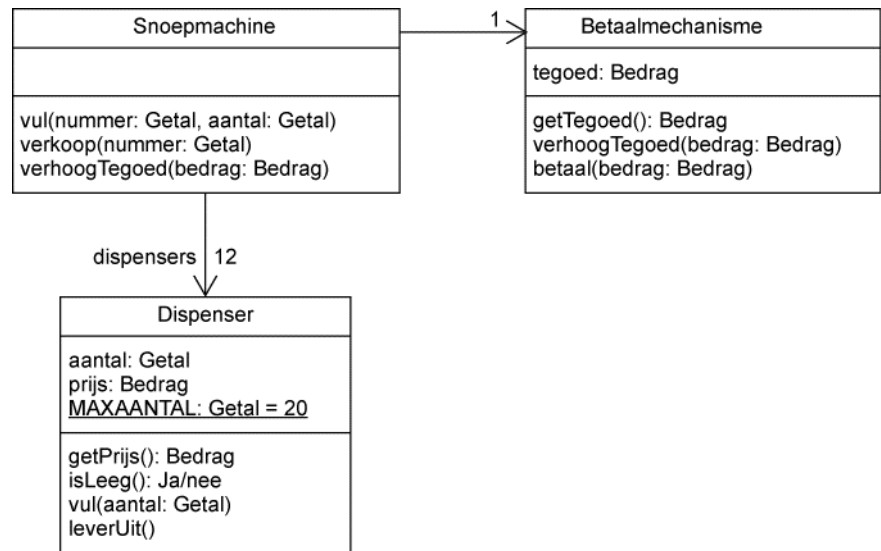 Snoepmachine
vul(nummer: Getal, aantal: Getal)
verkoop(nummer: Getal)
verhoogTegoed(bedrag: Bedrag)
1
Betaalmechanisme
tegoed: Bedrag
getTegoed(): Bedrag
verhoogTegoed(bedrag: Bedrag)
betaal(bedrag: Bedrag)
dispensers 12
Dispenser
aantal: Getal
prijs: Bedrag
MAXAANTAL: Getal = 20
getPrijs(): Bedrag
isLeeg(): Ja/nee
vul(aantal: Getal)
leverUit()